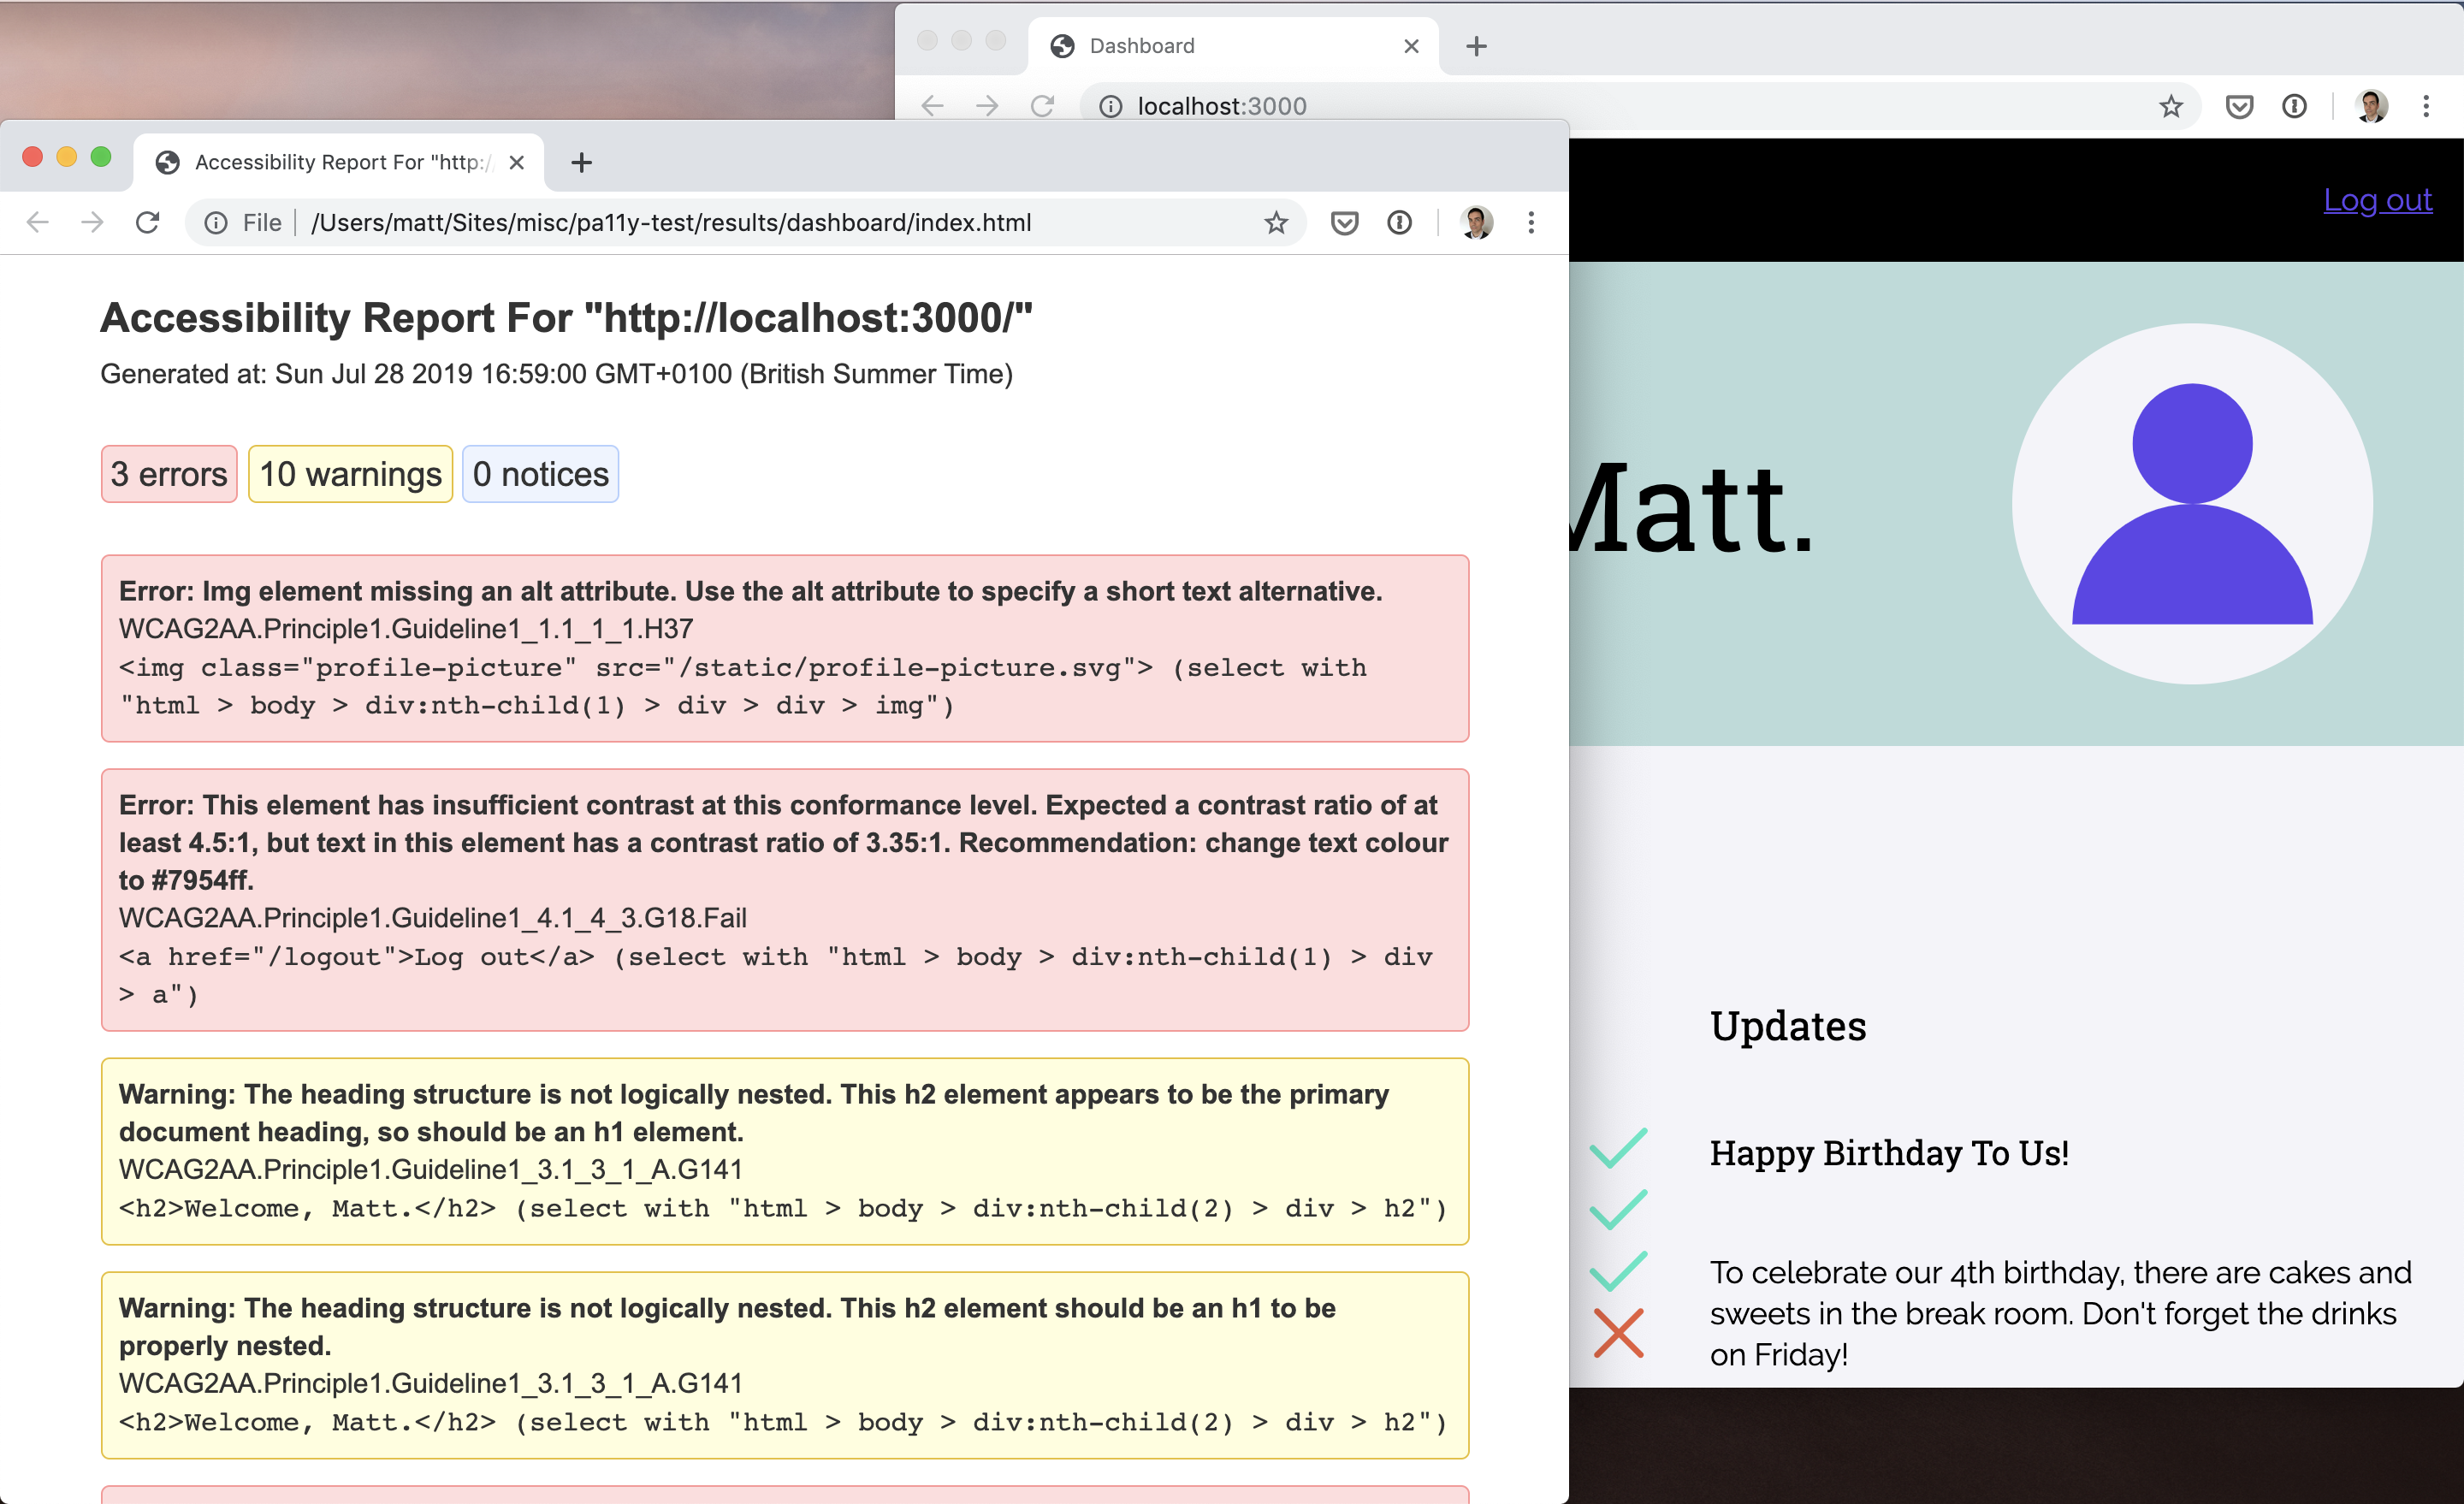 Dashboard
localhost:3000
Accessibility Report For "http:/
File /Users/matt/Sites/misc/pa11y-test/results/dashboard/index.html
Accessibility Report For "http://localhost:3000/"
Generated at: Sun Jul 28 2019 16:59:00 GMT+0100 (British Summer Time)
3 errors 10 warnings 0 notices
Error: Img element missing an alt attribute. Use the alt attribute to specify a short text alternative.
WCAG2AA.Principle1.Guideline1_1.1_1_1.H37
<img class="profile-picture" src="/static/profile-picture.svg"> (select with
"html > body > div:nth-child(1) > div > div > img")
Error: This element has insufficient contrast at this conformance level. Expected a contrast ratio of at
least 4.5:1, but text in this element has a contrast ratio of 3.35:1. Recommendation: change text colour
to #7954ff.
WCAG2AA.Principle1.Guideline1_4.1_4_3.G18.Fail
<a href="/logout">Log out</a> (select with "html > body > div:nth-child(1) > div
> a")
Warning: The heading structure is not logically nested. This h2 element appears to be the primary
document heading, so should be an h1 element.
WCAG2AA.Principle1.Guideline1_3.1_3_1_A.G141
<h2>Welcome, Matt.</h2> (select with "html > body > div:nth-child(2) > div > h2")
Warning: The heading structure is not logically nested. This h2 element should be an h1 to be
properly nested.
WCAG2AA.Principle1.Guideline1_3.1_3_1_A.G141
<h2>Welcome, Matt.</h2> (select with "html > body > div:nth-child(2) > div > h2")
Log out
Matt.
Updates
Happy Birthday To Us!
To celebrate our 4th birthday, there are cakes and
sweets in the break room. Don't forget the drinks
on Friday!